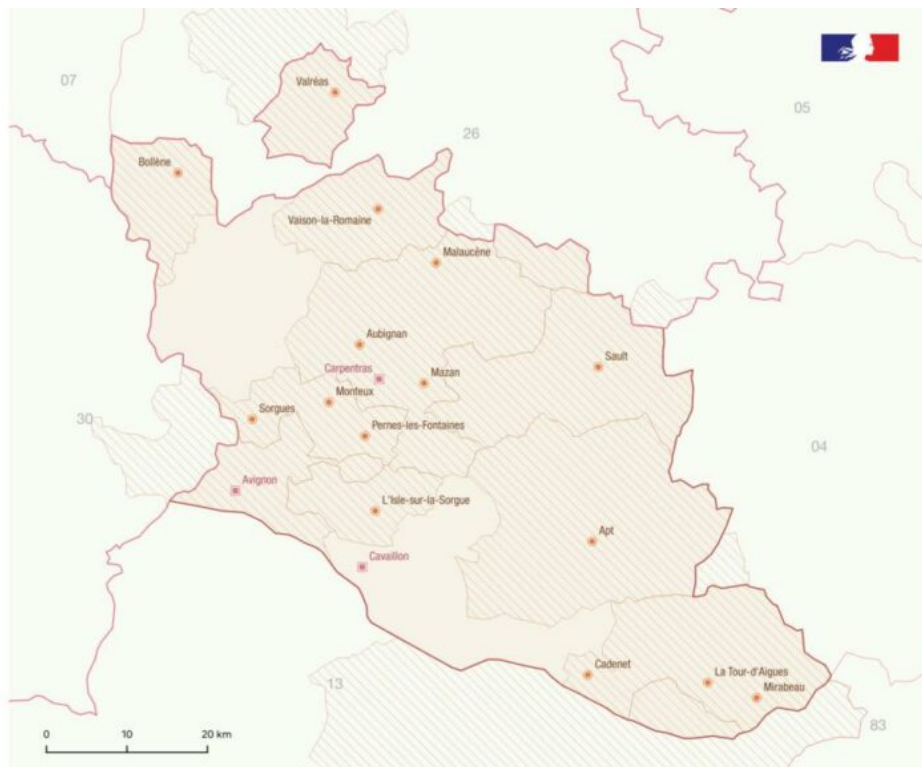 07
Valréas
05
26
Bollène
Vaison-la-Romaine
Malaucène
Aubignan
Sault
Carpentras
Mazan
Monteux
Sorgues
30
Pernes-les-Fontaines
04
Avignon
L'Isle-sur-la-Sorgue
Apt
Cavaillon
Cadenet
La Tour-d'Aigues
13
Mirabeau
83
0 10 20 km